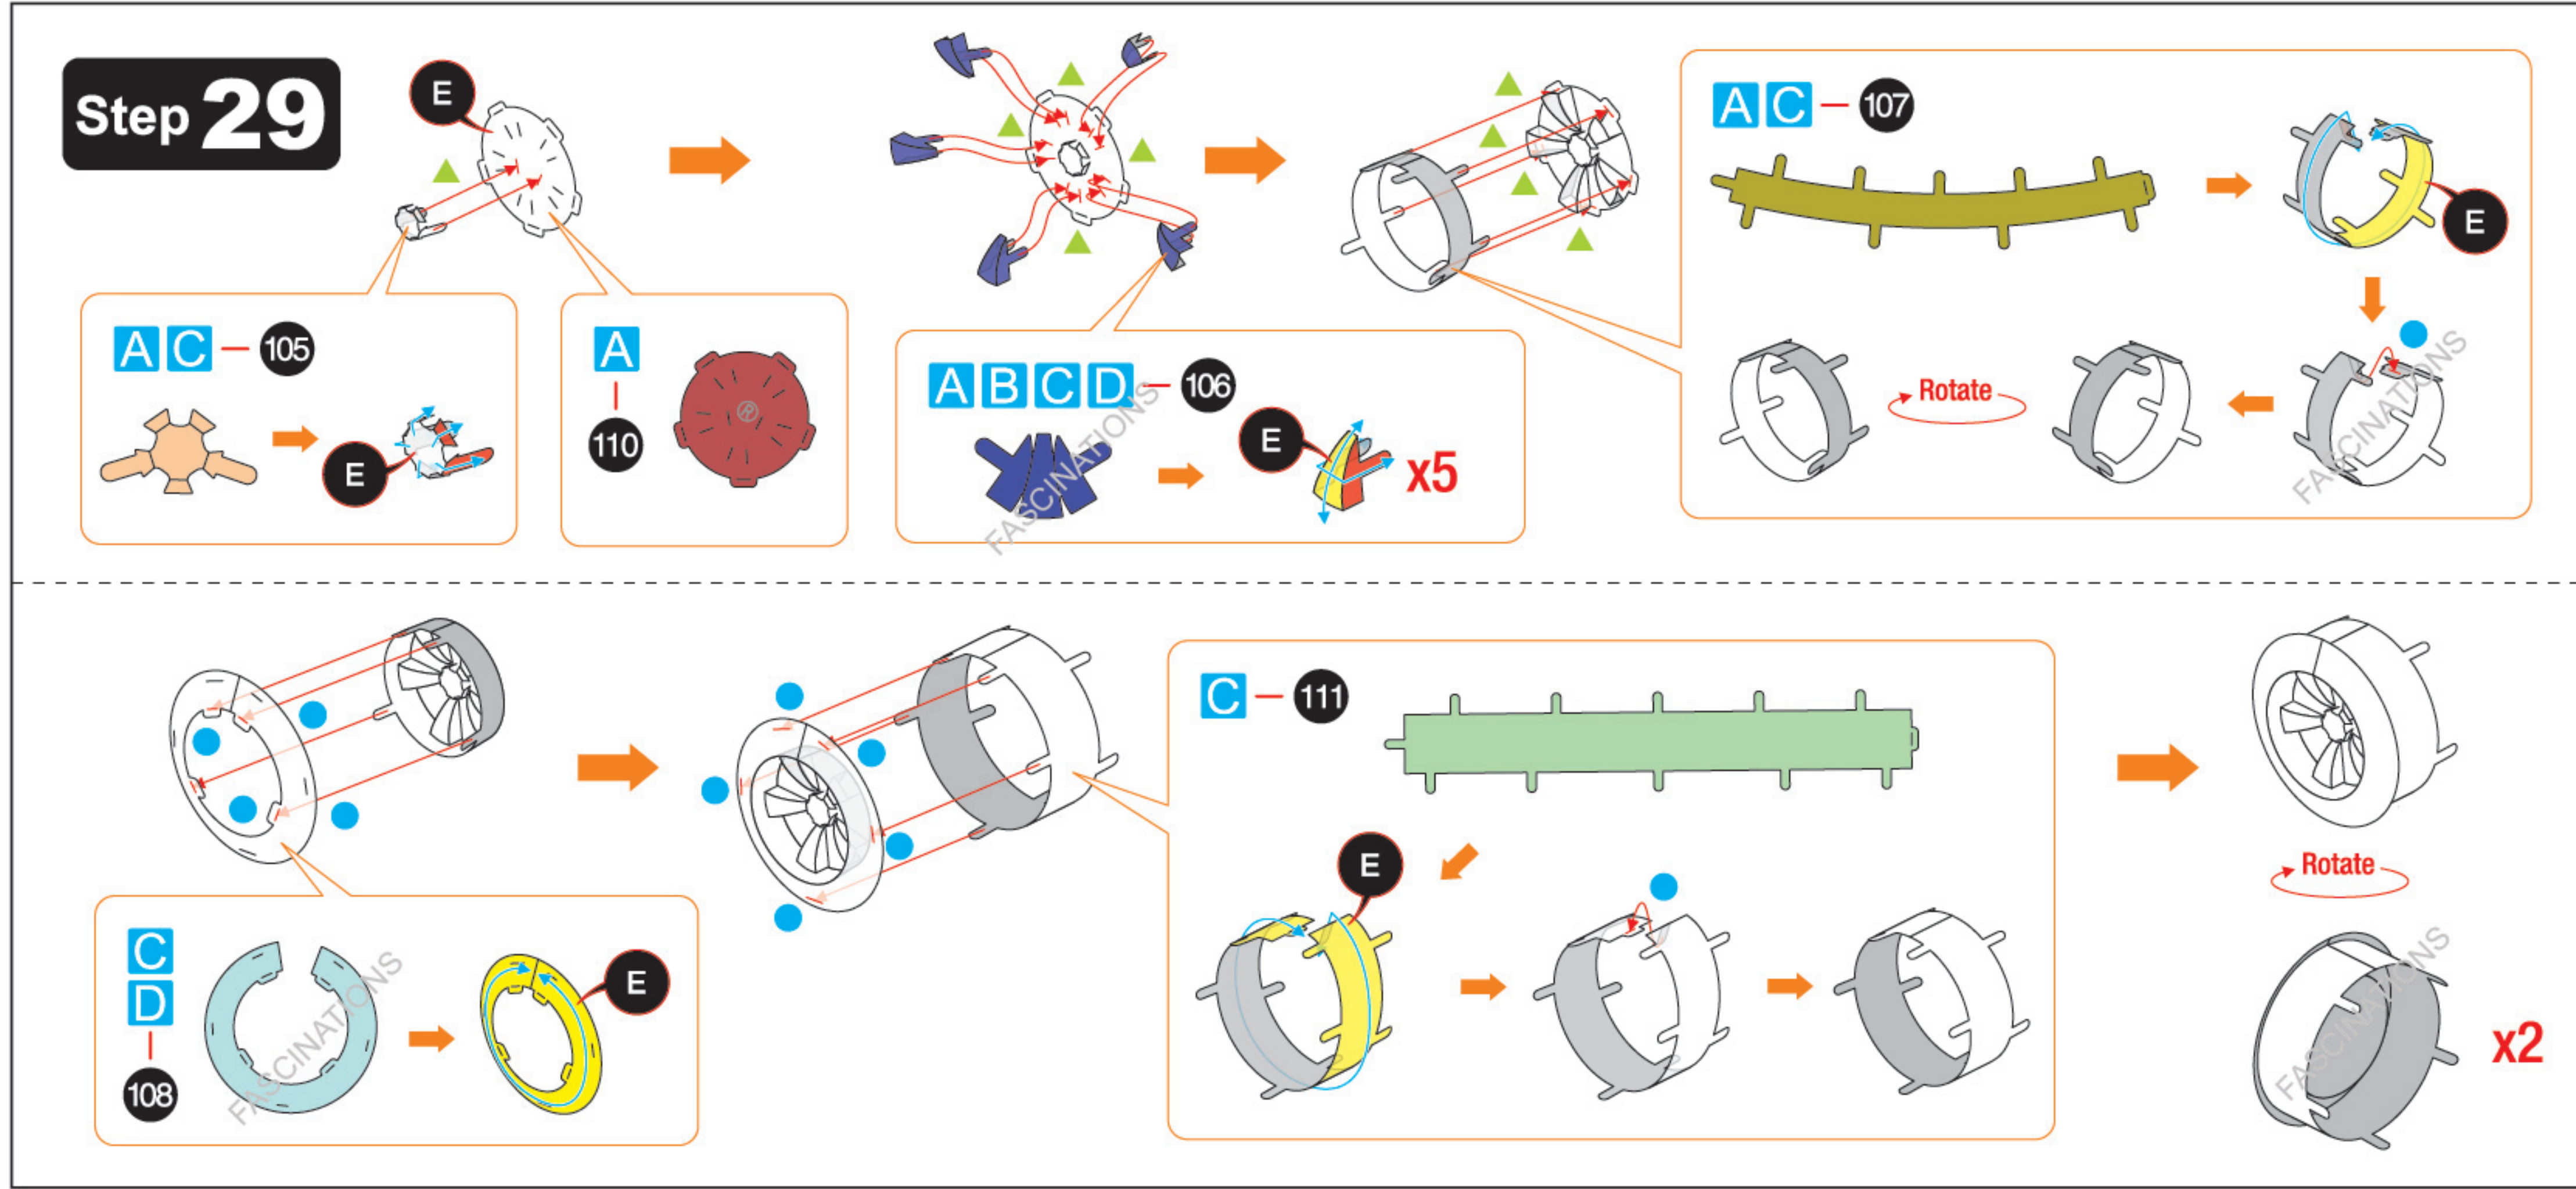 Step 29
E
A C – 105
E
A
110
®
A B C D – 106
E
x5
FASCINATIONS
A C – 107
E
Rotate
FASCINATIONS
C
D
108
E
FASCINATIONS
C – 111
E
Rotate
FASCINATIONS
x2